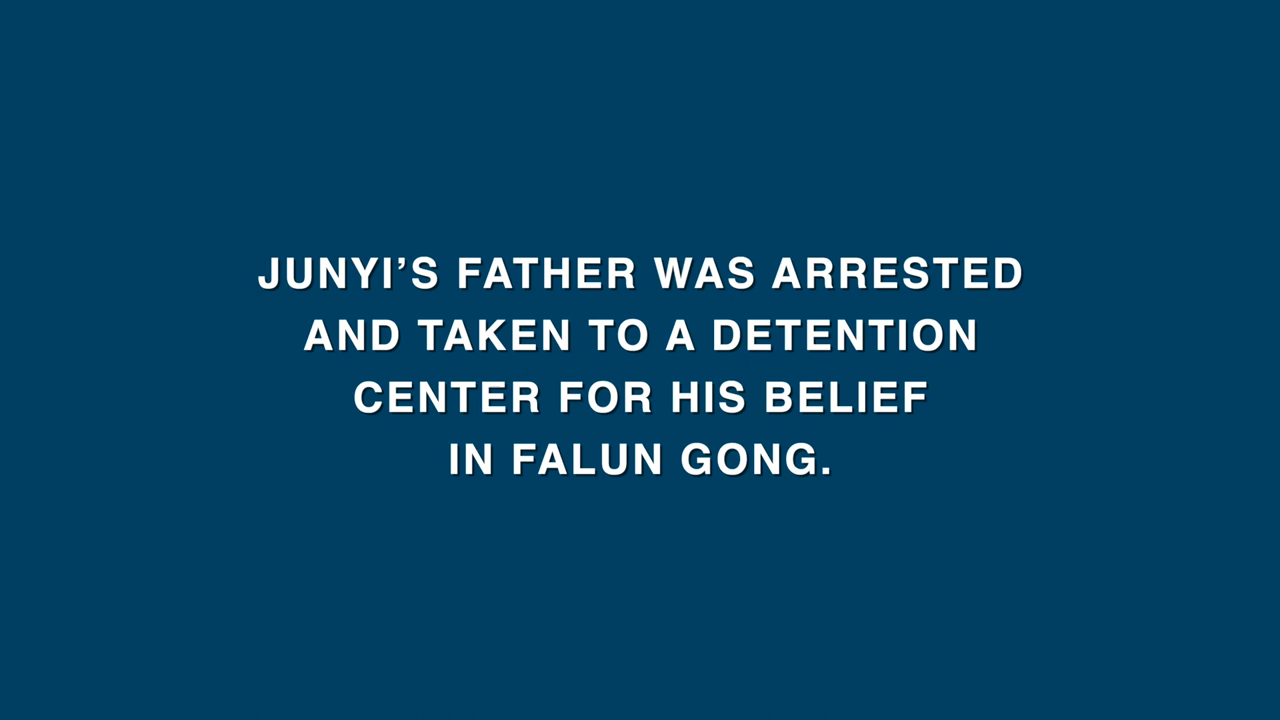 JUNYI’S FATHER WAS ARRESTED
AND TAKEN TO A DETENTION
CENTER FOR HIS BELIEF
IN FALUN GONG.